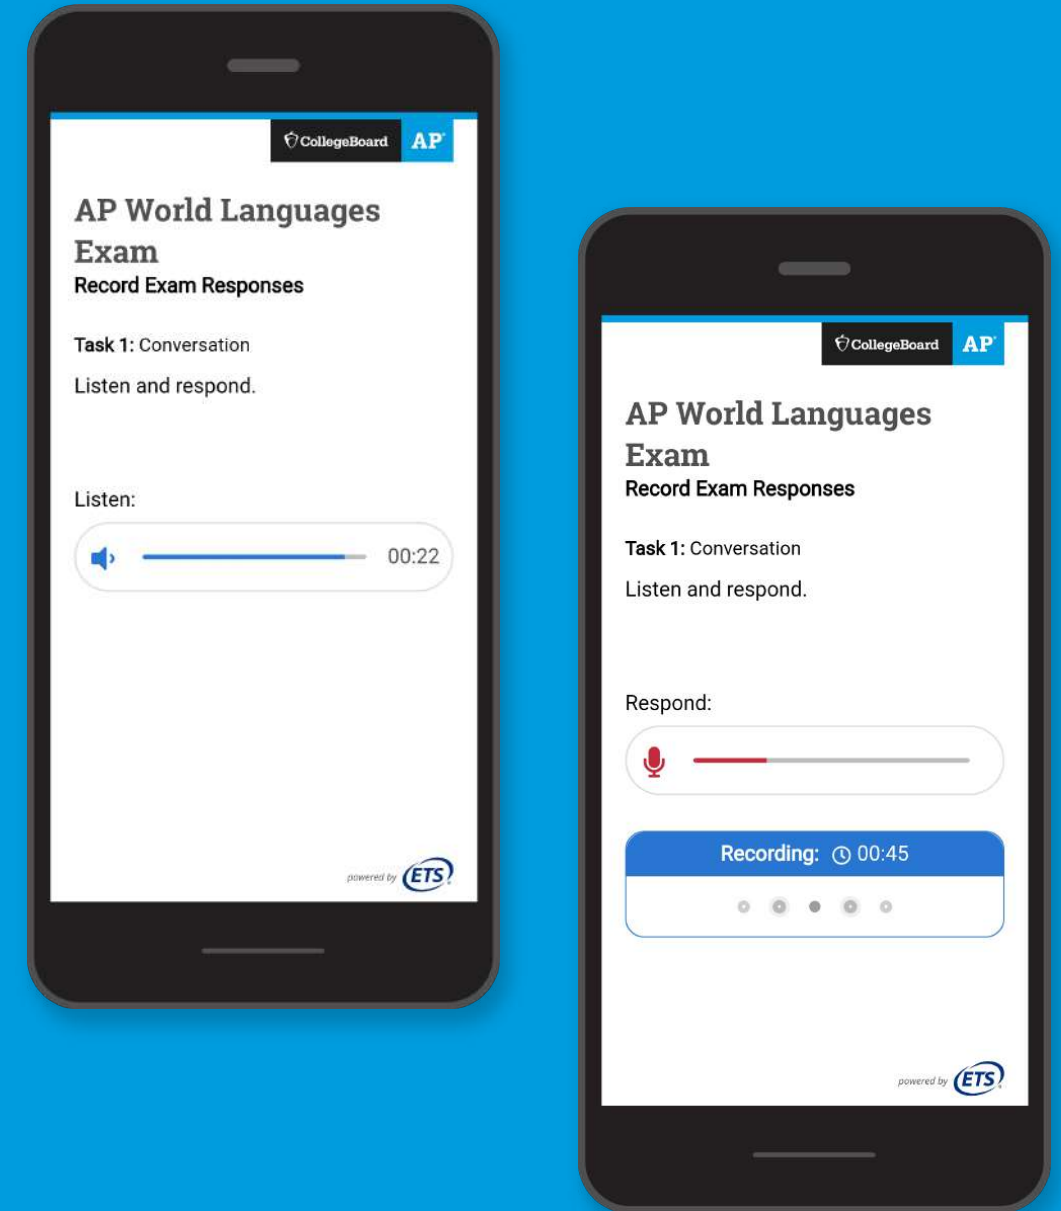 CollegeBoard AP
AP World Languages
Exam
Record Exam Responses
Task 1: Conversation
Listen and respond.
Listen:
00:22
powered by ETS
CollegeBoard AP
AP World Languages
Exam
Record Exam Responses
Task 1: Conversation
Listen and respond.
Respond:
Recording: 00:45
powered by ETS